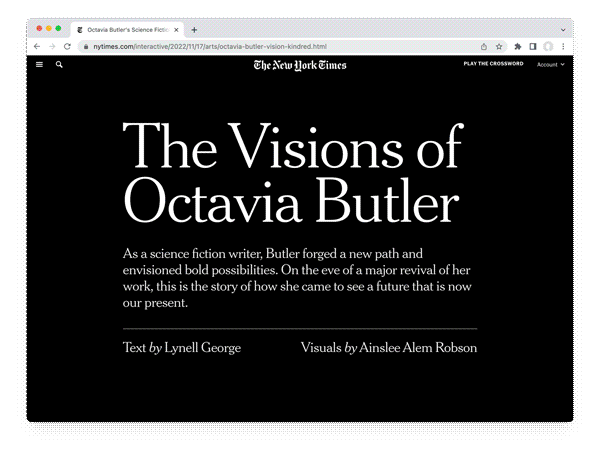 Octavia Butler's Science Fictio
nytimes.com/interactive/2022/11/17/arts/octavia-butler-vision-kindred.html
The New York Times
PLAY THE CROSSWORD
Account
The Visions of
Octavia Butler
As a science fiction writer, Butler forged a new path and
envisioned bold possibilities. On the eve of a major revival of her
work, this is the story of how she came to see a future that is now
our present.
Text by Lynell George
Visuals by Ainslee Alem Robson